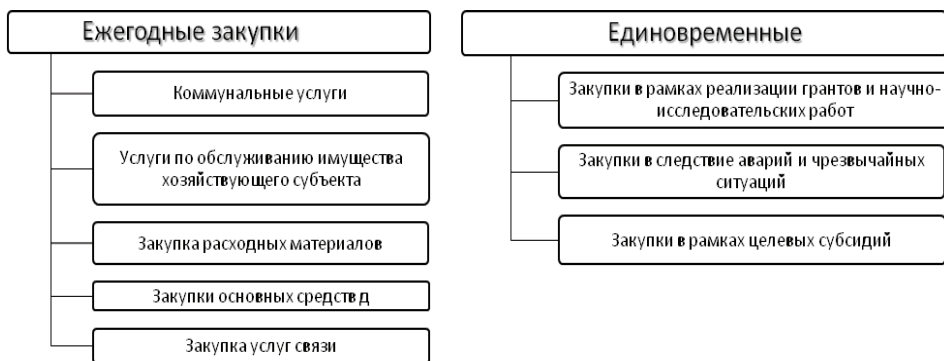 Ежегодные закупки
Коммунальные услуги
Услуги по обслуживанию имущества
хозяйствующего субъекта
Закупка расходных материалов
Закупки основных средств д
Закупка услуг связи
Единовременные
Закупки в рамках реализации грантов и научно-
исследовательских работ
Закупки в следствие аварий и чрезвычайных
ситуаций
Закупки в рамках целевых субсидий